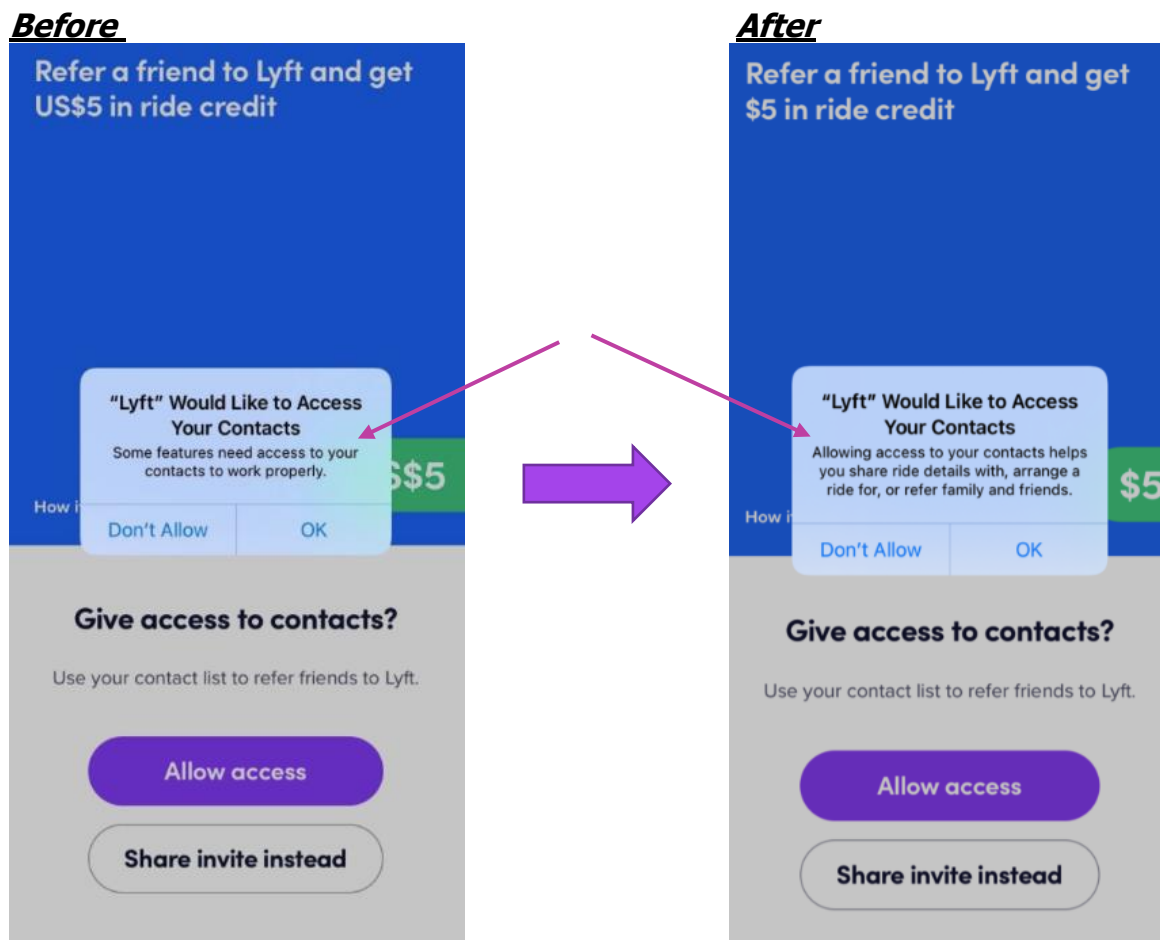 Before
Refer a friend to Lyft and get
US$5 in ride credit
“Lyft” Would Like to Access
Your Contacts
Some features need access to your
contacts to work properly.
S$5
How i
Don’t Allow
OK
Give access to contacts?
Use your contact list to refer friends to Lyft.
Allow access
Share invite instead
After
Refer a friend to Lyft and get
$5 in ride credit
“Lyft” Would Like to Access
Your Contacts
Allowing access to your contacts helps
you share ride details with, arrange a
ride for, or refer family and friends.
$5
How i
Don’t Allow
OK
Give access to contacts?
Use your contact list to refer friends to Lyft.
Allow access
Share invite instead